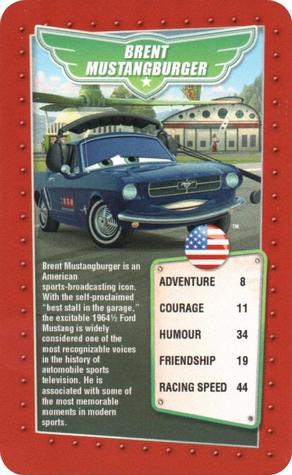 BRENT
MUSTANGBURGER
RSN
TM
Brent Mustangburger is an
American
sports-broadcasting icon.
With the self-proclaimed
"best stall in the garage,"
the excitable 1964½ Ford
Mustang is widely
considered one of the
most recognizable voices
in the history of
automobile sports
television. He is
associated with some of
the most memorable
moments in modern
sports.
ADVENTURE 8
COURAGE 11
HUMOUR 34
FRIENDSHIP 19
RACING SPEED 44